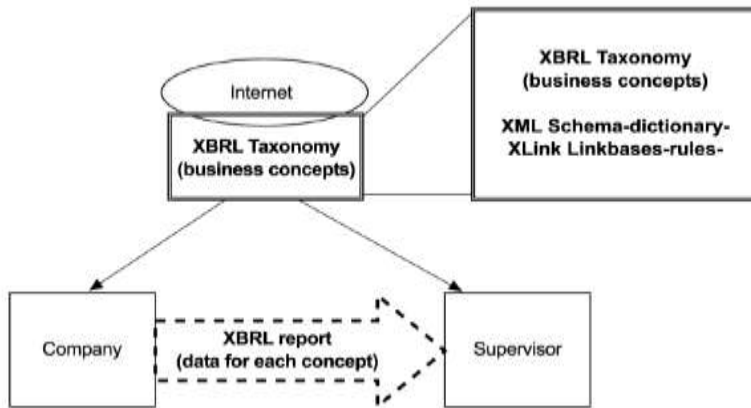 Internet
XBRL Taxonomy
(business concepts)
XBRL Taxonomy
(business concepts)
XML Schema-dictionary-
XLink Linkbases-rules-
Company
XBRL report
(data for each concept)
Supervisor